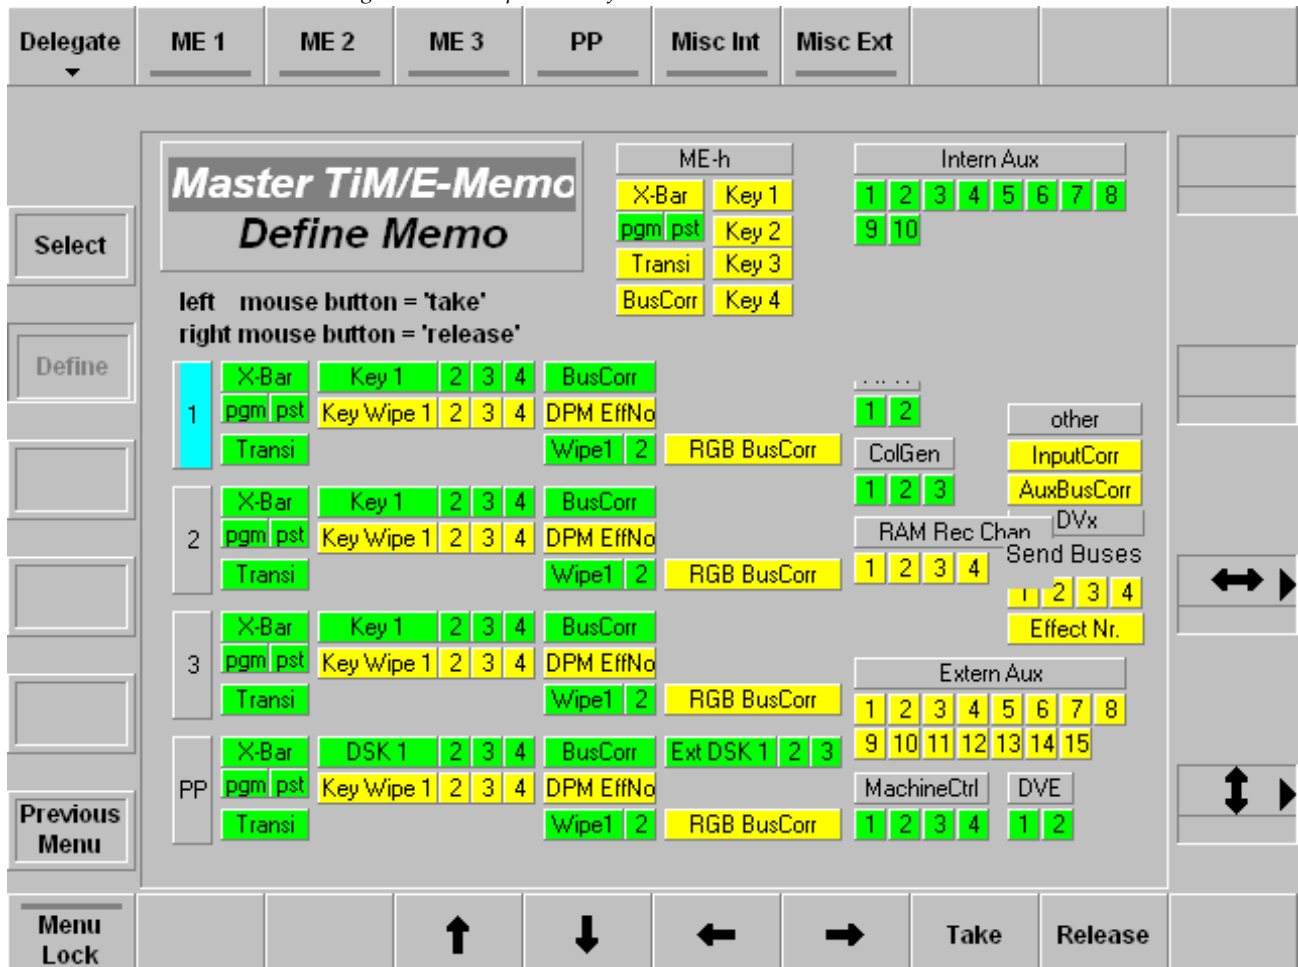 Delegate ME 1 ME 2 ME 3 PP Misc Int Misc Ext
Master TiM/E-Memo
Define Memo
left mouse button = 'take'
right mouse button = 'release'
ME-h
X-Bar Key 1
pgm pst Key 2
Transi Key 3
BusCorr Key 4
Intern Aux
1 2 3 4 5 6 7 8
9 10
Select
Define
Previous
Menu
1
X-Bar Key 1 2 3 4 BusCorr
pgm pst Key Wipe 1 2 3 4 DPM EffNo
Transi Wipe1 2 RGB BusCorr
2
X-Bar Key 1 2 3 4 BusCorr
pgm pst Key Wipe 1 2 3 4 DPM EffNo
Transi Wipe1 2 RGB BusCorr
3
X-Bar Key 1 2 3 4 BusCorr
pgm pst Key Wipe 1 2 3 4 DPM EffNo
Transi Wipe1 2 RGB BusCorr
PP
X-Bar DSK 1 2 3 4 BusCorr Ext DSK 1 2 3
pgm pst Key Wipe 1 2 3 4 DPM EffNo
Transi Wipe1 2 RGB BusCorr
1 2
ColGen
1 2 3
RAM Rec Chan
1 2 3 4
other
InputCorr
AuxBusCorr
DVx
Send Buses
1 2 3 4
Effect Nr.
Extern Aux
1 2 3 4 5 6 7 8
9 10 11 12 13 14 15
MachineCtrl
1 2 3 4
DVE
1 2
Menu
Lock
Take
Release